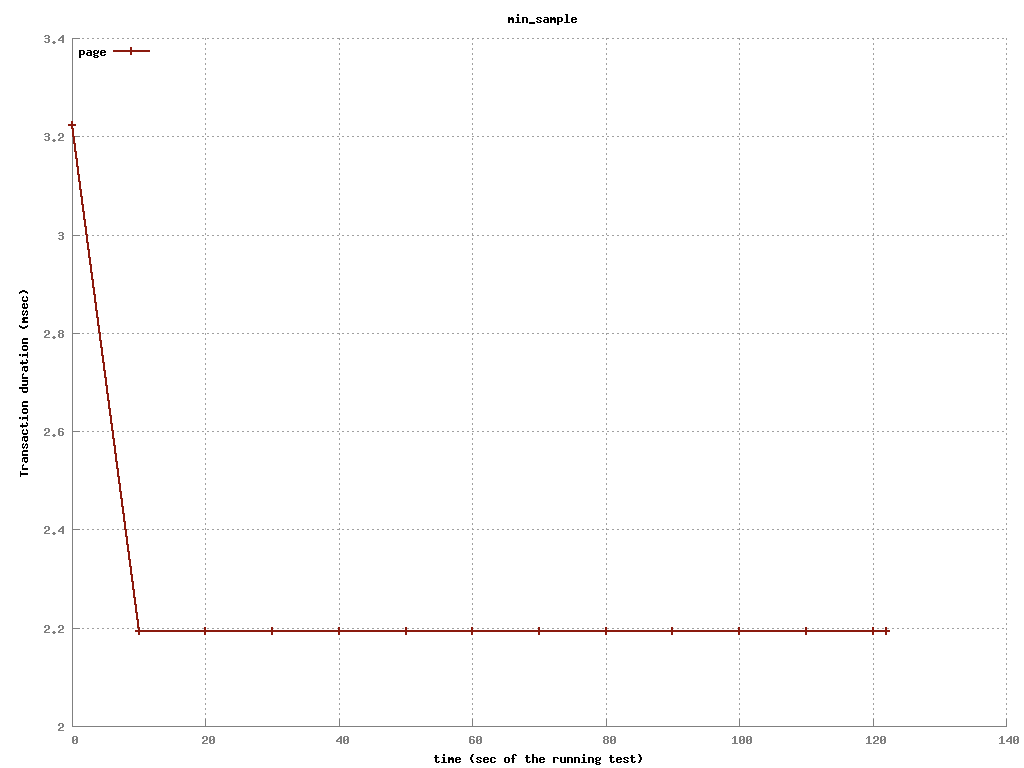 min_sample
3.4
page
3.2
3
2.8
2.6
2.4
2.2
2
0 20 40 60 80 100 120 140
Transaction duration (msec)
time (sec of the running test)